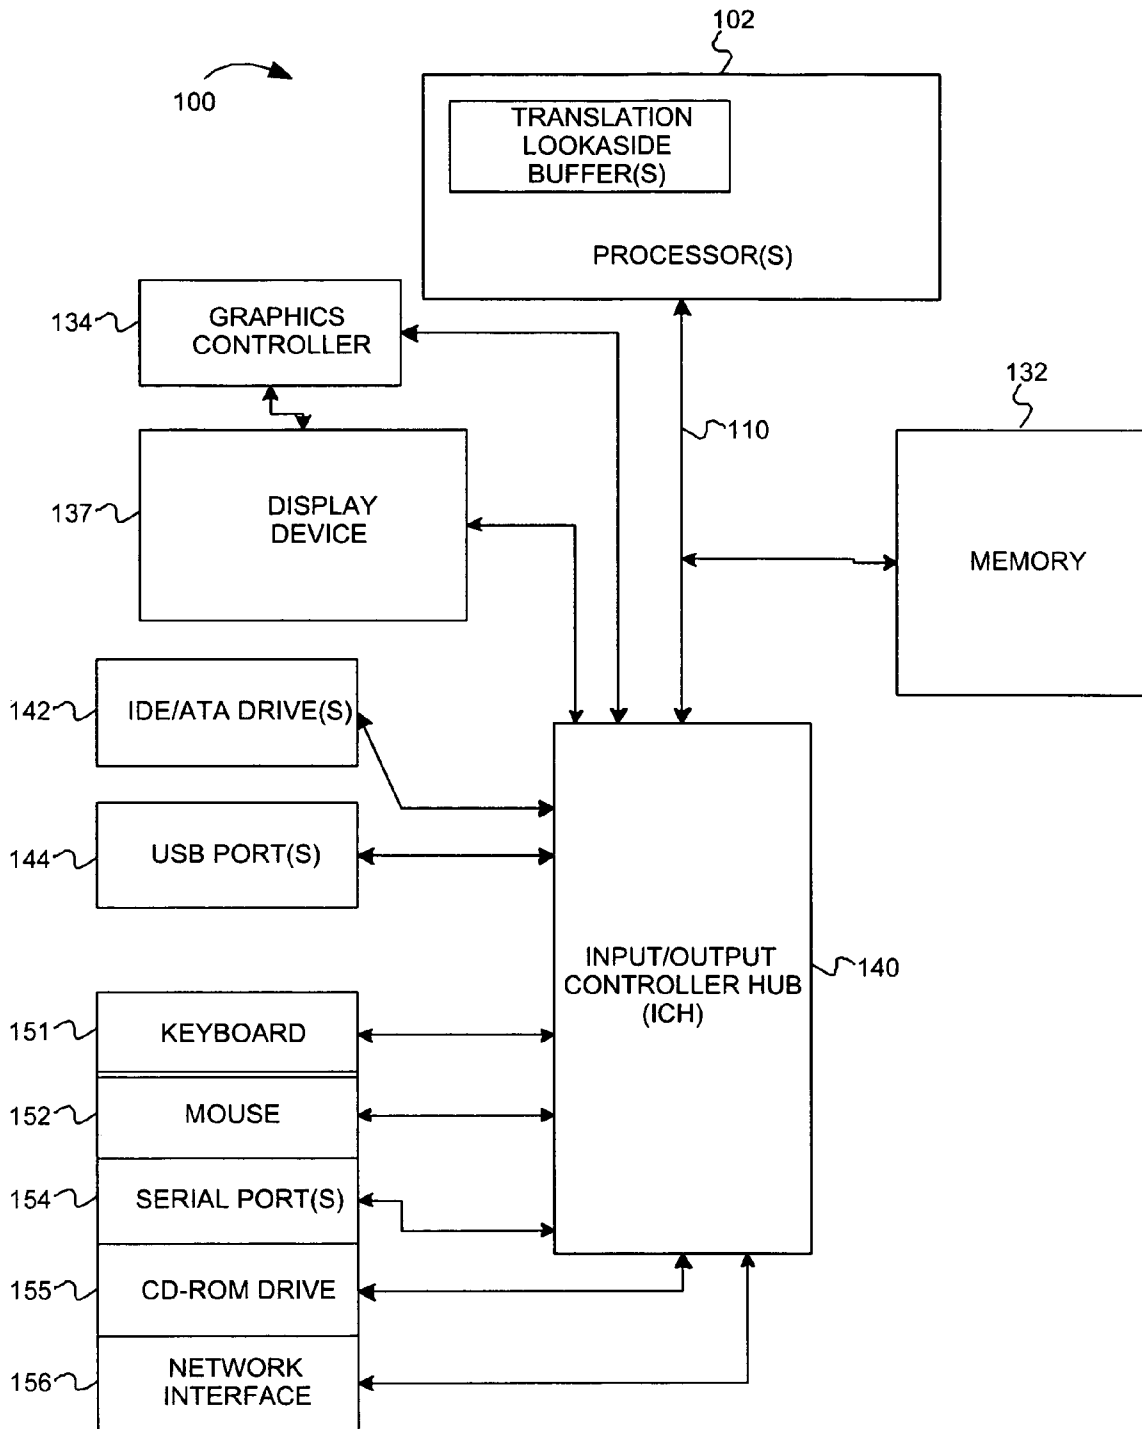 102
100
TRANSLATION
LOOKASIDE
BUFFER(S)
PROCESSOR(S)
134
GRAPHICS
CONTROLLER
132
110
137
DISPLAY
DEVICE
MEMORY
142
IDE/ATA DRIVE(S)
144
USB PORT(S)
INPUT/OUTPUT
CONTROLLER HUB
(ICH)
140
151
KEYBOARD
152
MOUSE
154
SERIAL PORT(S)
155
CD-ROM DRIVE
156
NETWORK
INTERFACE